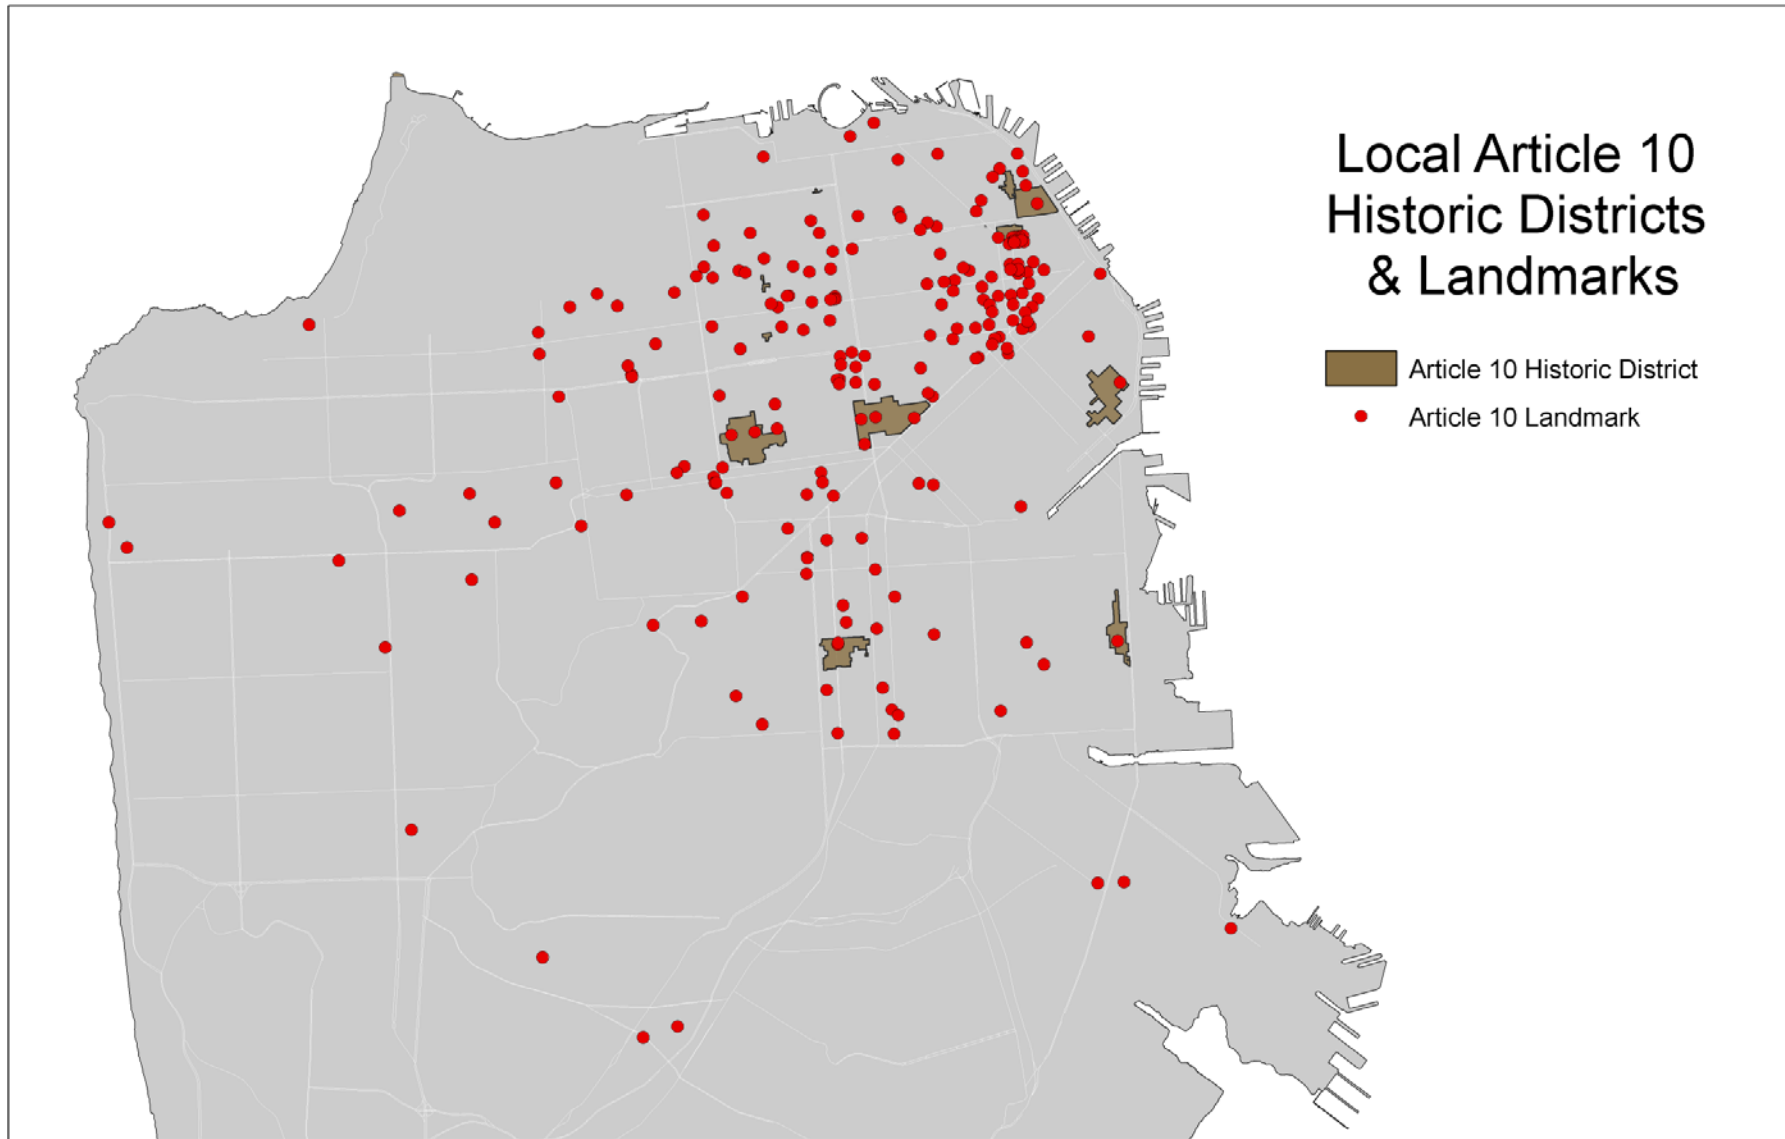 Local Article 10
Historic Districts
& Landmarks
Article 10 Historic District
Article 10 Landmark